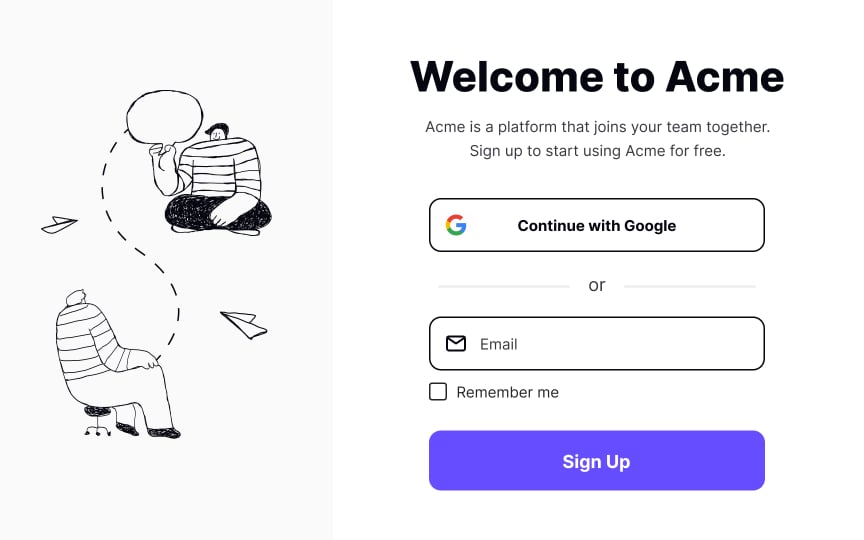 Welcome to Acme
Acme is a platform that joins your team together.
Sign up to start using Acme for free.
Continue with Google
or
Email
Remember me
Sign Up